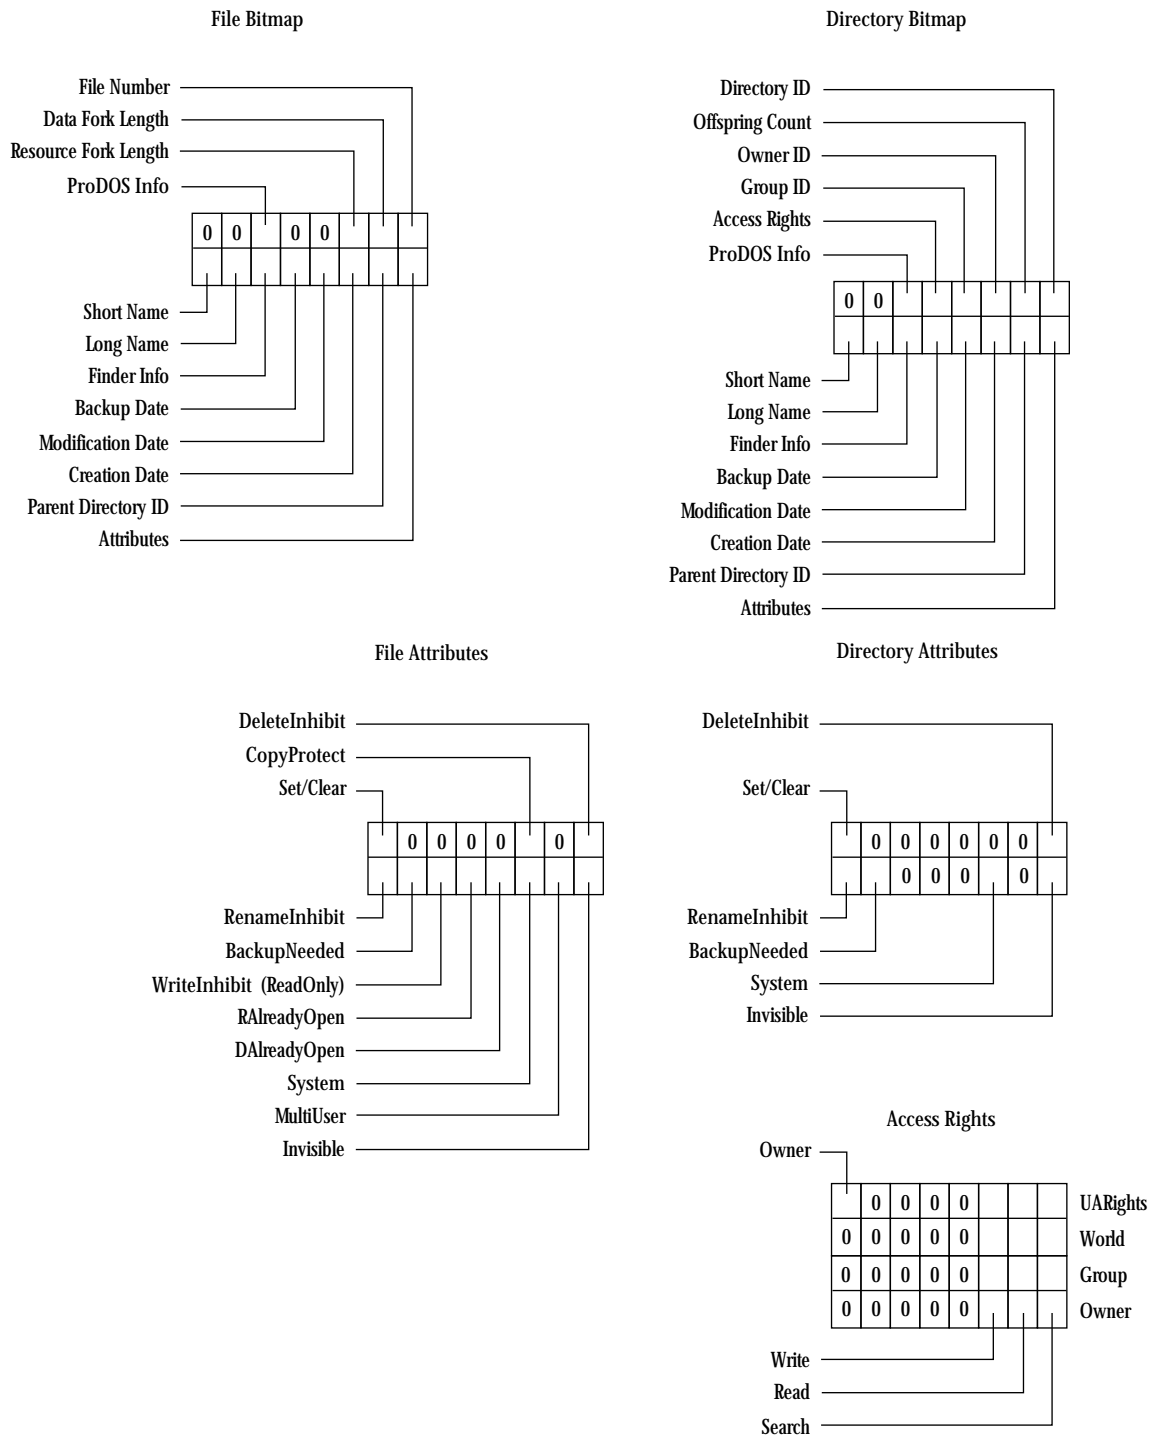 File Bitmap
File Number
Data Fork Length
Resource Fork Length
ProDOS Info
0 0 0 0
Short Name
Long Name
Finder Info
Backup Date
Modification Date
Creation Date
Parent Directory ID
Attributes
Directory Bitmap
Directory ID
Offspring Count
Owner ID
Group ID
Access Rights
ProDOS Info
0 0
Short Name
Long Name
Finder Info
Backup Date
Modification Date
Creation Date
Parent Directory ID
Attributes
File Attributes
DeleteInhibit
CopyProtect
Set/Clear
0 0 0 0 0
RenameInhibit
BackupNeeded
WriteInhibit (ReadOnly)
RAlreadyOpen
DAlreadyOpen
System
MultiUser
Invisible
Directory Attributes
DeleteInhibit
Set/Clear
0 0 0 0 0 0
0 0 0 0
RenameInhibit
BackupNeeded
System
Invisible
Access Rights
Owner
0 0 0 0 UARights
0 0 0 0 0 World
0 0 0 0 0 Group
0 0 0 0 0 Owner
Write
Read
Search